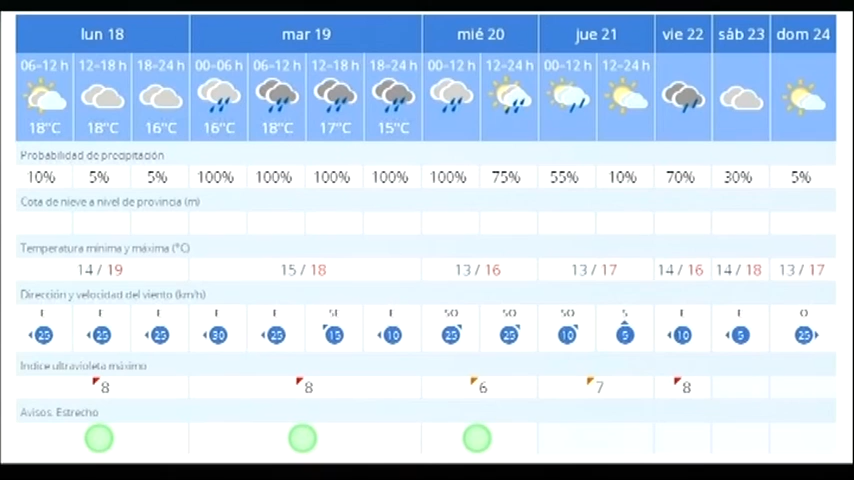 lun 18 mar 19 mié 20 jue 21 vie 22 sáb 23 dom 24
06–12 h 12–18 h 18–24 h 00–06 h 06–12 h 12–18 h 18–24 h 00–12 h 12–24 h 00–12 h 12–24 h
18°C 18°C 16°C 16°C 18°C 17°C 15°C
Probabilidad de precipitación
10% 5% 5% 100% 100% 100% 100% 100% 75% 55% 10% 70% 30% 5%
Cota de nieve a nivel de provincia (m)
Temperatura mínima y máxima (°C)
14 / 19 15 / 18 13 / 16 13 / 17 14 / 16 14 / 18 13 / 17
Dirección y velocidad del viento (km/h)
E E E E E SE E SO SO SO S E E O
25 25 25 30 25 15 10 25 25 10 5 10 5 25
Indice ultravioleta máximo
8 8 6 7 8
Avisos. Estrecho